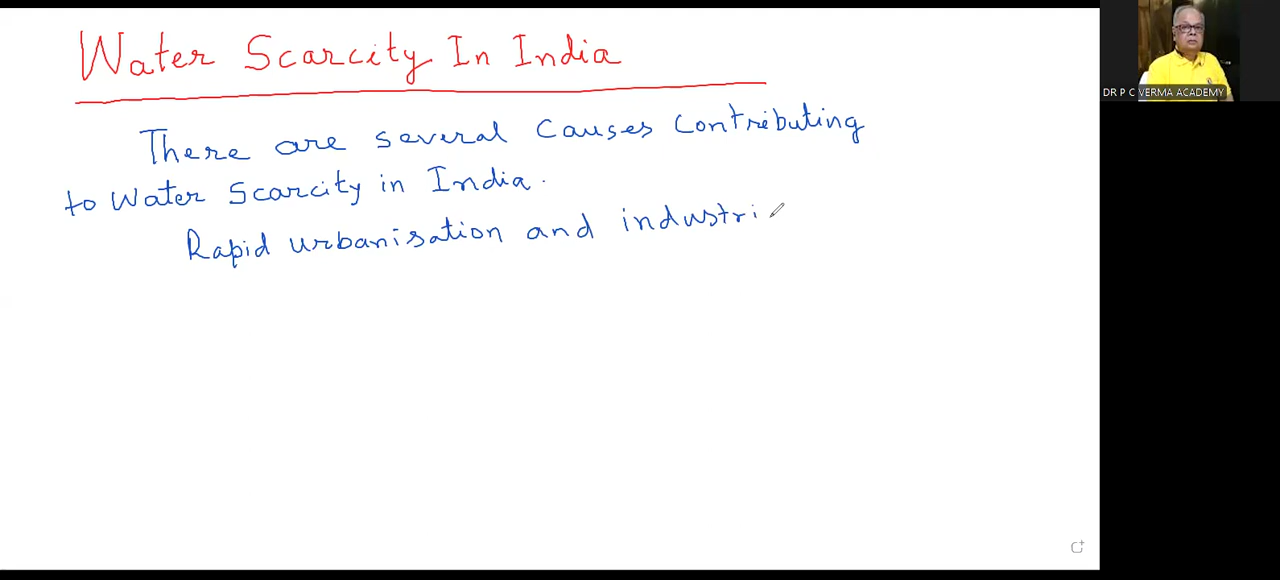 Water Scarcity In India
There are several causes contributing
to Water Scarcity in India.
Rapid urbanisation and industri
DR P C VERMA ACADEMY